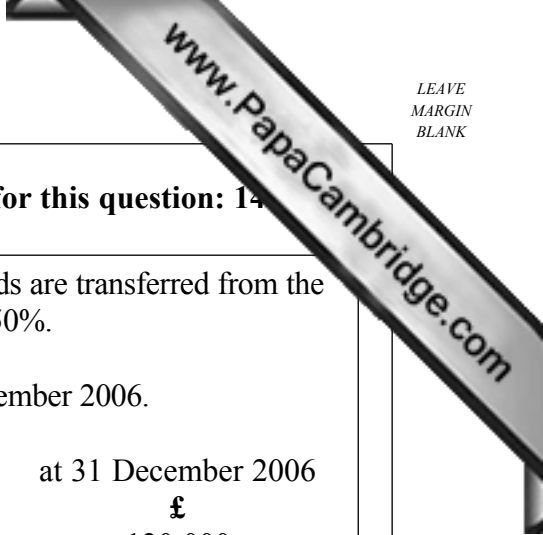 www.PapaCambridge.com
LEAVE
MARGIN
BLANK
for this question: 14
ds are transferred from the
50%.
ember 2006.
at 31 December 2006
£